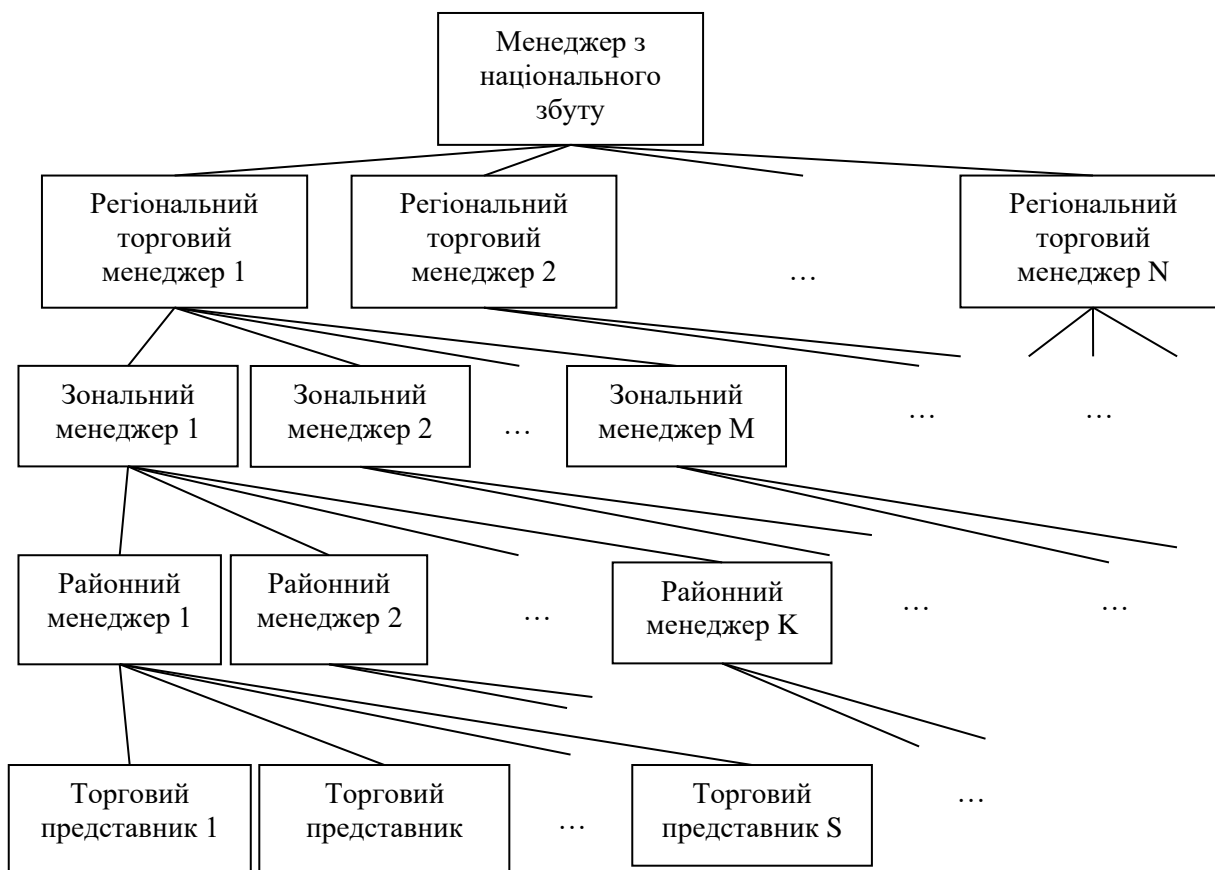 Менеджер з
національного
збуту
Регіональний
торговий
менеджер 1
Регіональний
торговий
менеджер 2
…
Регіональний
торговий
менеджер N
Зональний
менеджер 1
Зональний
менеджер 2
…
Зональний
менеджер M
…
…
Районний
менеджер 1
Районний
менеджер 2
…
Районний
менеджер K
…
…
Торговий
представник 1
Торговий
представник
…
Торговий
представник S
…